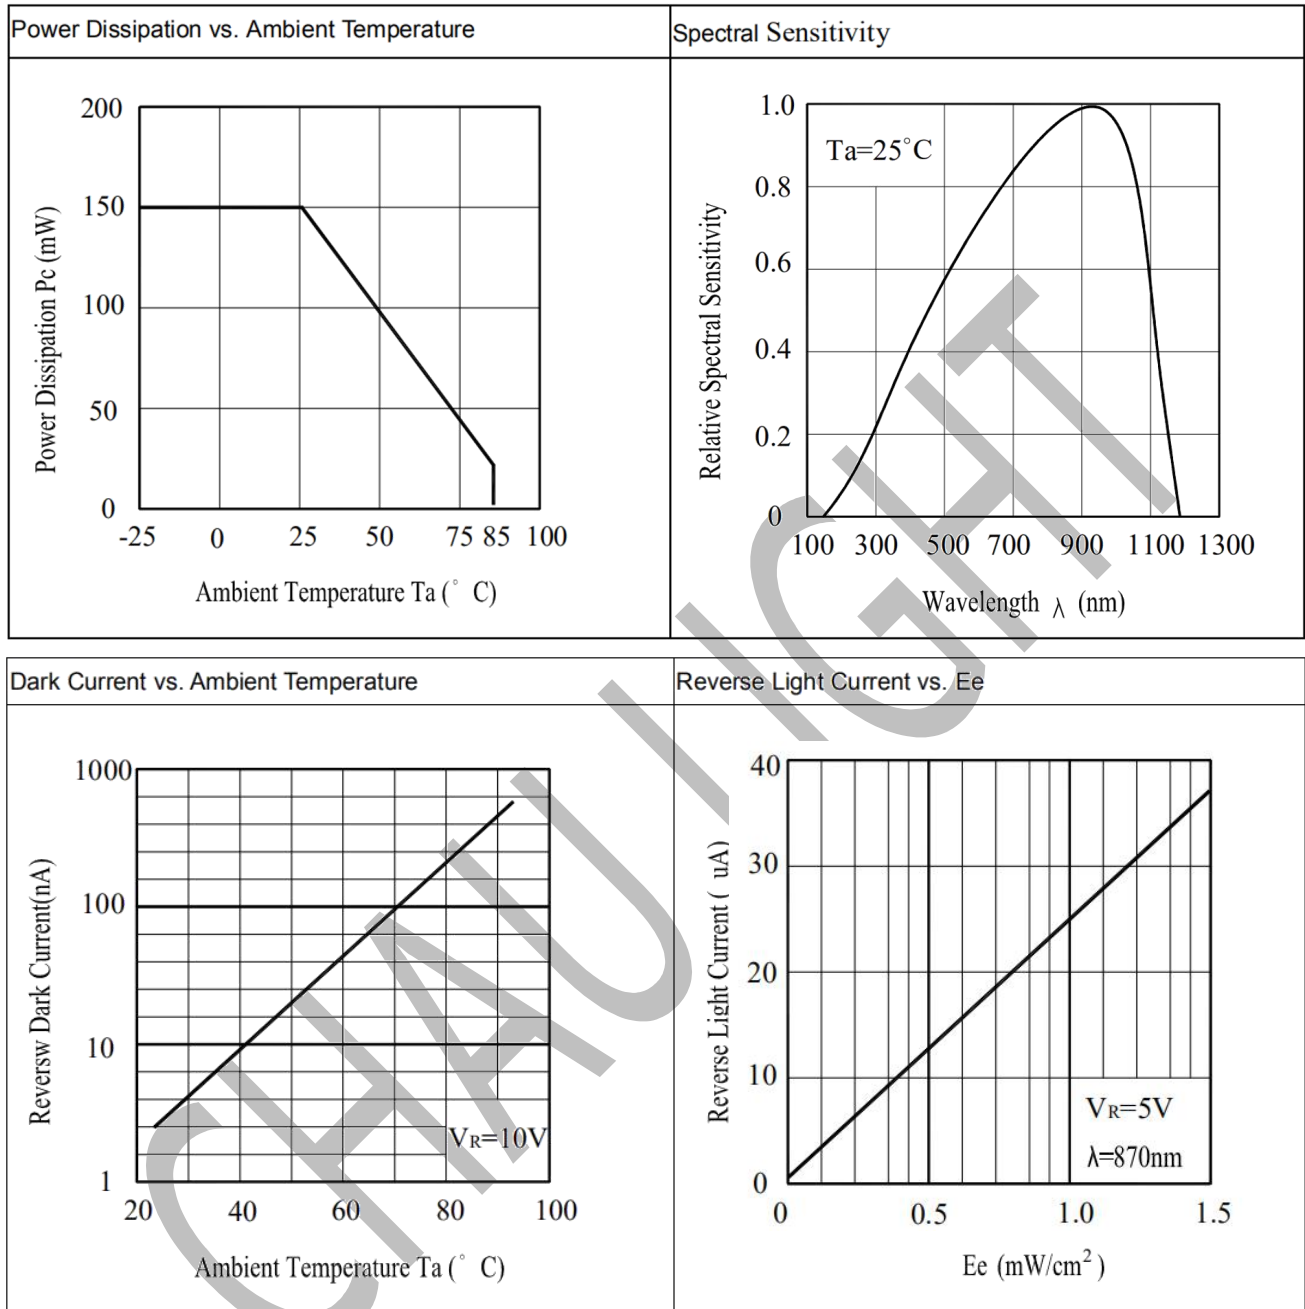 Power Dissipation vs. Ambient Temperature
200
150
100
50
0
-25 0 25 50 75 85 100
Power Dissipation Pc (mW)
Ambient Temperature Ta (° C)
Spectral Sensitivity
Ta=25°C
1.0
0.8
0.6
0.4
0.2
0
100 300 500 700 900 1100 1300
Relative Spectral Sensitivity
Wavelength λ (nm)
Dark Current vs. Ambient Temperature
1000
100
10
1
20 40 60 80 100
Reversw Dark Current(nA)
VR=10V
Ambient Temperature Ta (° C)
Reverse Light Current vs. Ee
40
30
20
10
0
0 0.5 1.0 1.5
Reverse Light Current ( uA)
VR=5V
λ=870nm
Ee (mW/cm²)
CHAU LIGHT